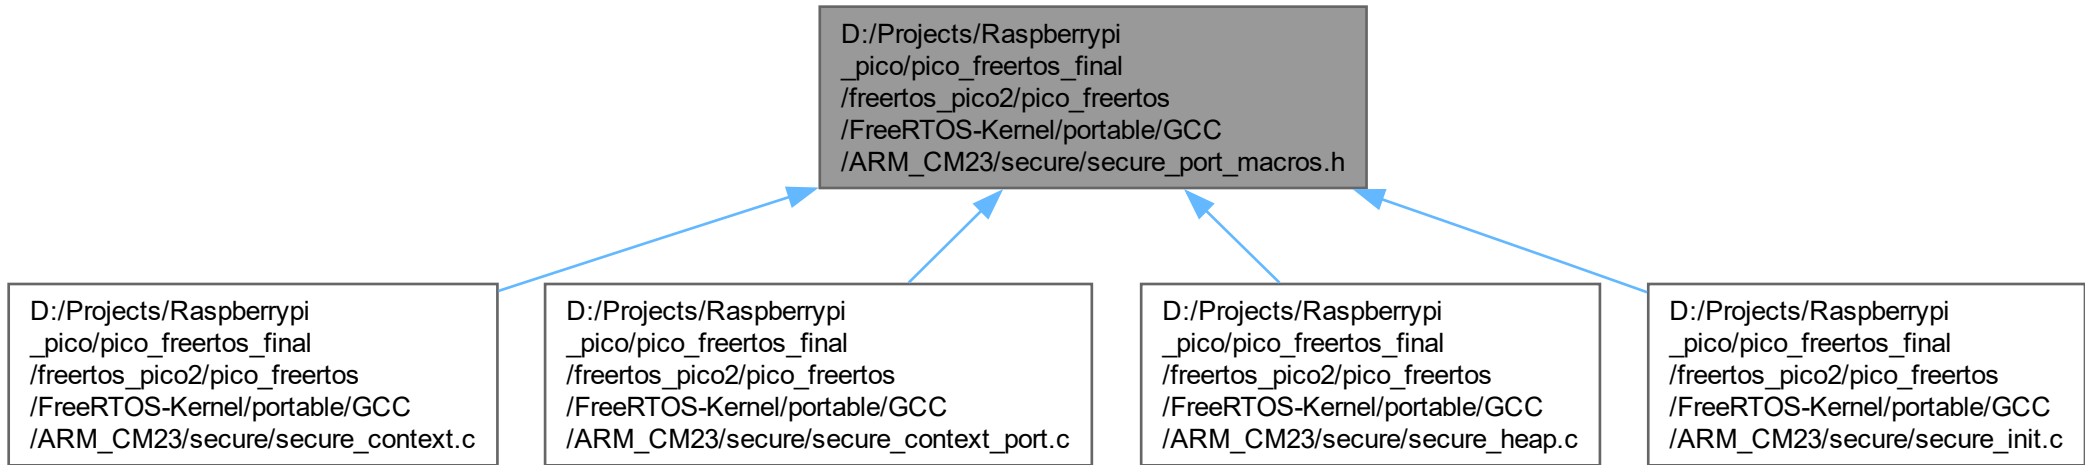 D:/Projects/Raspberrypi
_pico/pico_freertos_final
/freertos_pico2/pico_freertos
/FreeRTOS-Kernel/portable/GCC
/ARM_CM23/secure/secure_port_macros.h
D:/Projects/Raspberrypi
_pico/pico_freertos_final
/freertos_pico2/pico_freertos
/FreeRTOS-Kernel/portable/GCC
/ARM_CM23/secure/secure_context.c
D:/Projects/Raspberrypi
_pico/pico_freertos_final
/freertos_pico2/pico_freertos
/FreeRTOS-Kernel/portable/GCC
/ARM_CM23/secure/secure_context_port.c
D:/Projects/Raspberrypi
_pico/pico_freertos_final
/freertos_pico2/pico_freertos
/FreeRTOS-Kernel/portable/GCC
/ARM_CM23/secure/secure_heap.c
D:/Projects/Raspberrypi
_pico/pico_freertos_final
/freertos_pico2/pico_freertos
/FreeRTOS-Kernel/portable/GCC
/ARM_CM23/secure/secure_init.c